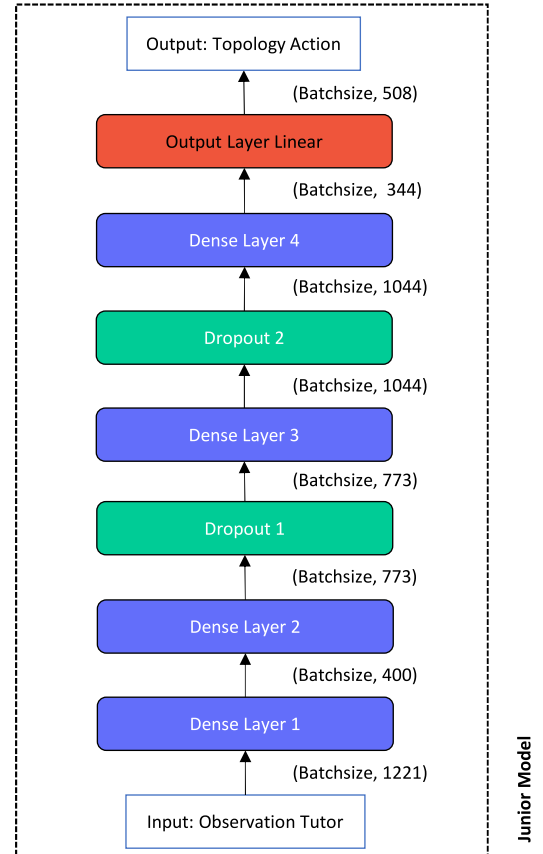 Output: Topology Action
(Batchsize, 508)
Output Layer Linear
(Batchsize, 344)
Dense Layer 4
(Batchsize, 1044)
Dropout 2
(Batchsize, 1044)
Dense Layer 3
(Batchsize, 773)
Dropout 1
(Batchsize, 773)
Dense Layer 2
(Batchsize, 400)
Dense Layer 1
(Batchsize, 1221)
Input: Observation Tutor
Junior Model